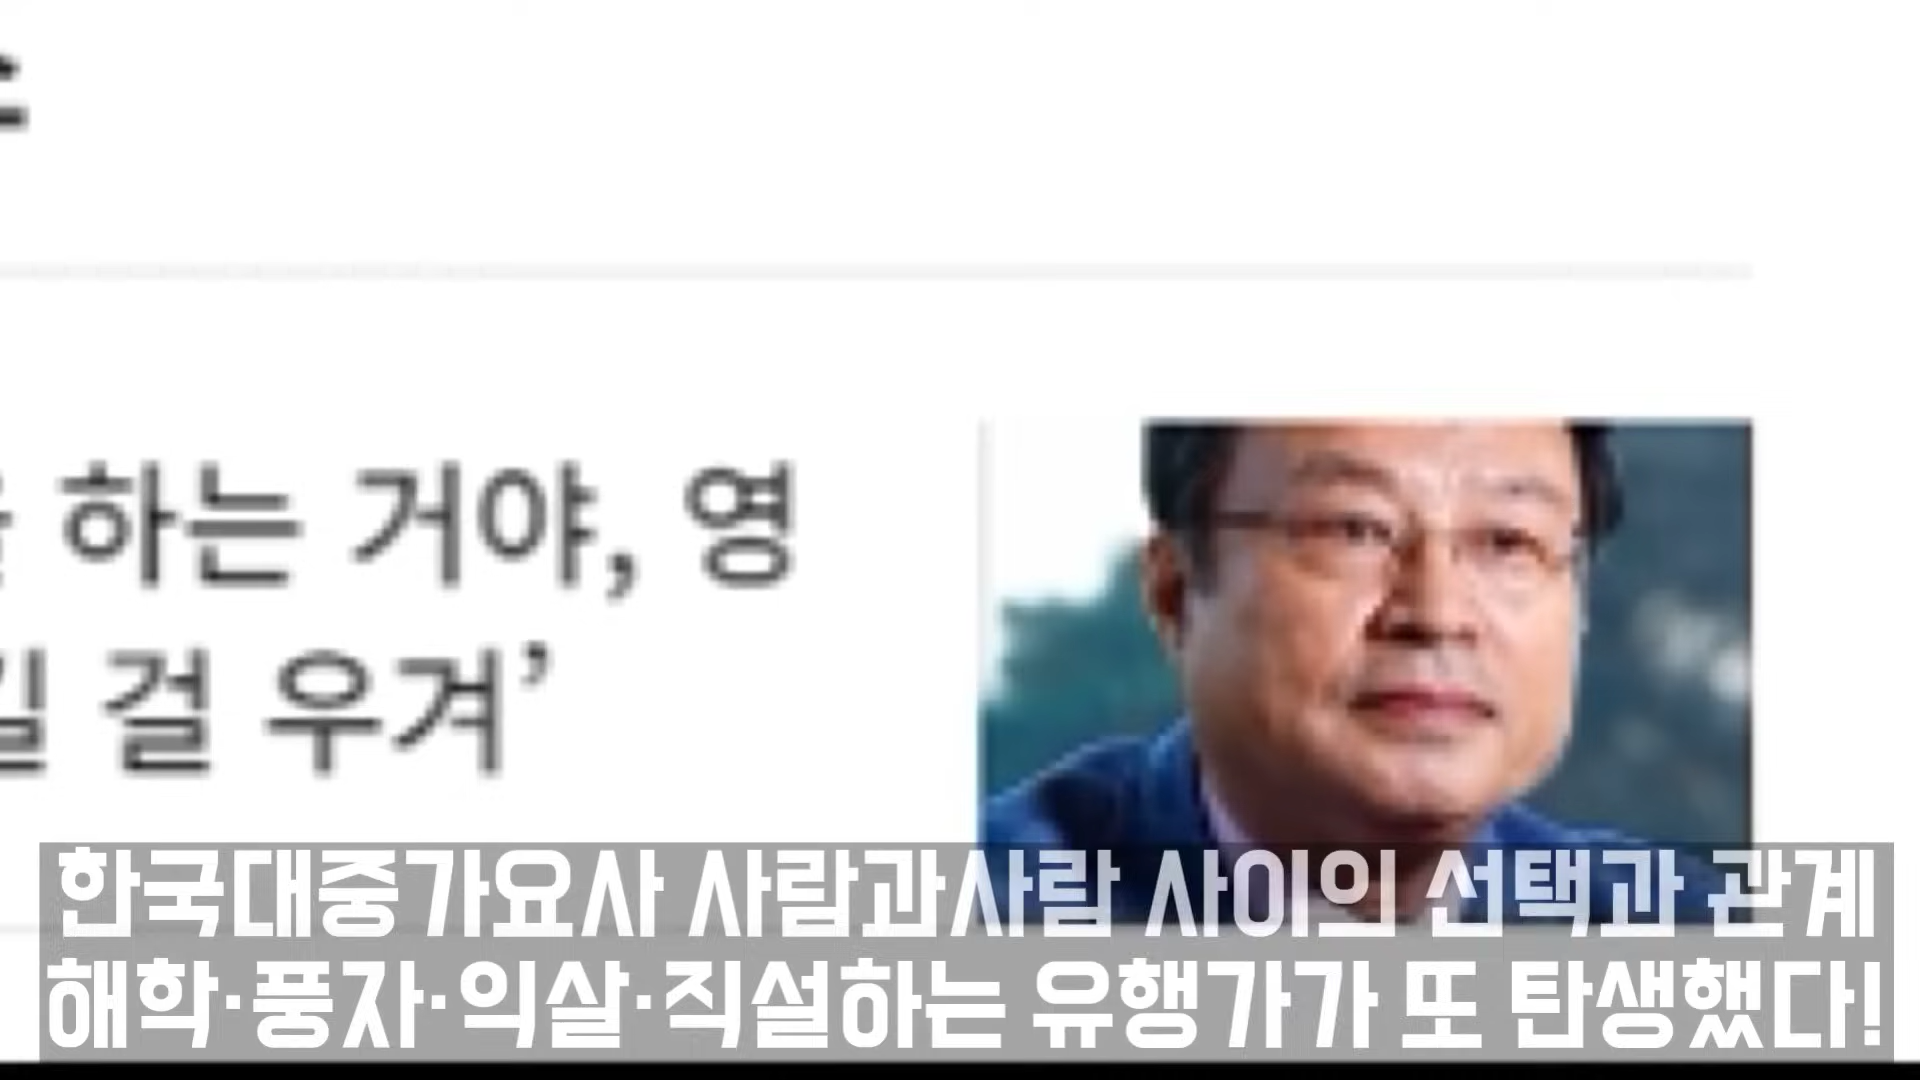 하는 거야, 영
길 걸 우겨’
한국대중가요사 사람과사람 사이의 선택과 관계
해학·풍자·의살·직설하는 유행가가 또 탄생했다!